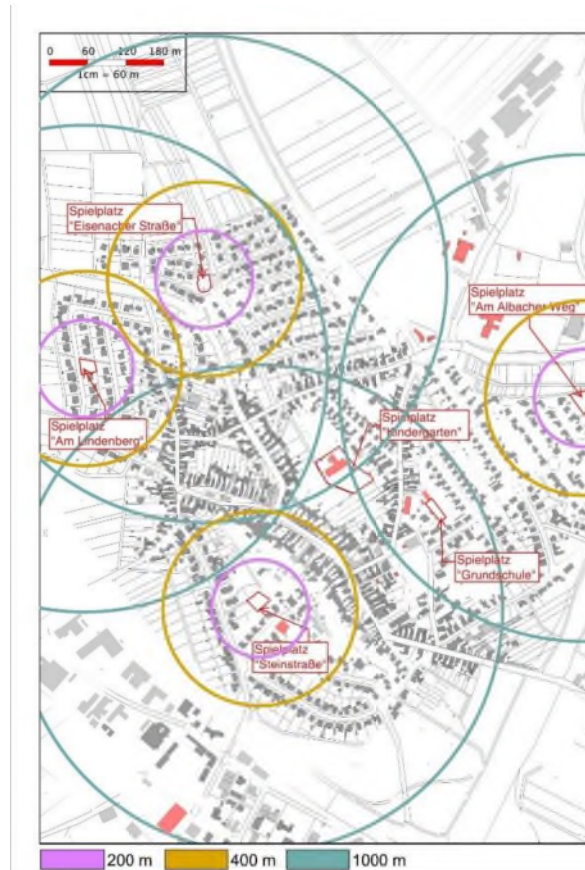 0 60 120 180 m
1cm = 60 m
Spielplatz
"Eisenacher Straße"
Spielplatz
"Am Albacher Weg"
Spielplatz
"Am Lindenberg"
Spielplatz
"Kindergarten"
Spielplatz
"Grundschule"
Spielplatz
"Steinstraße"
200 m 400 m 1000 m